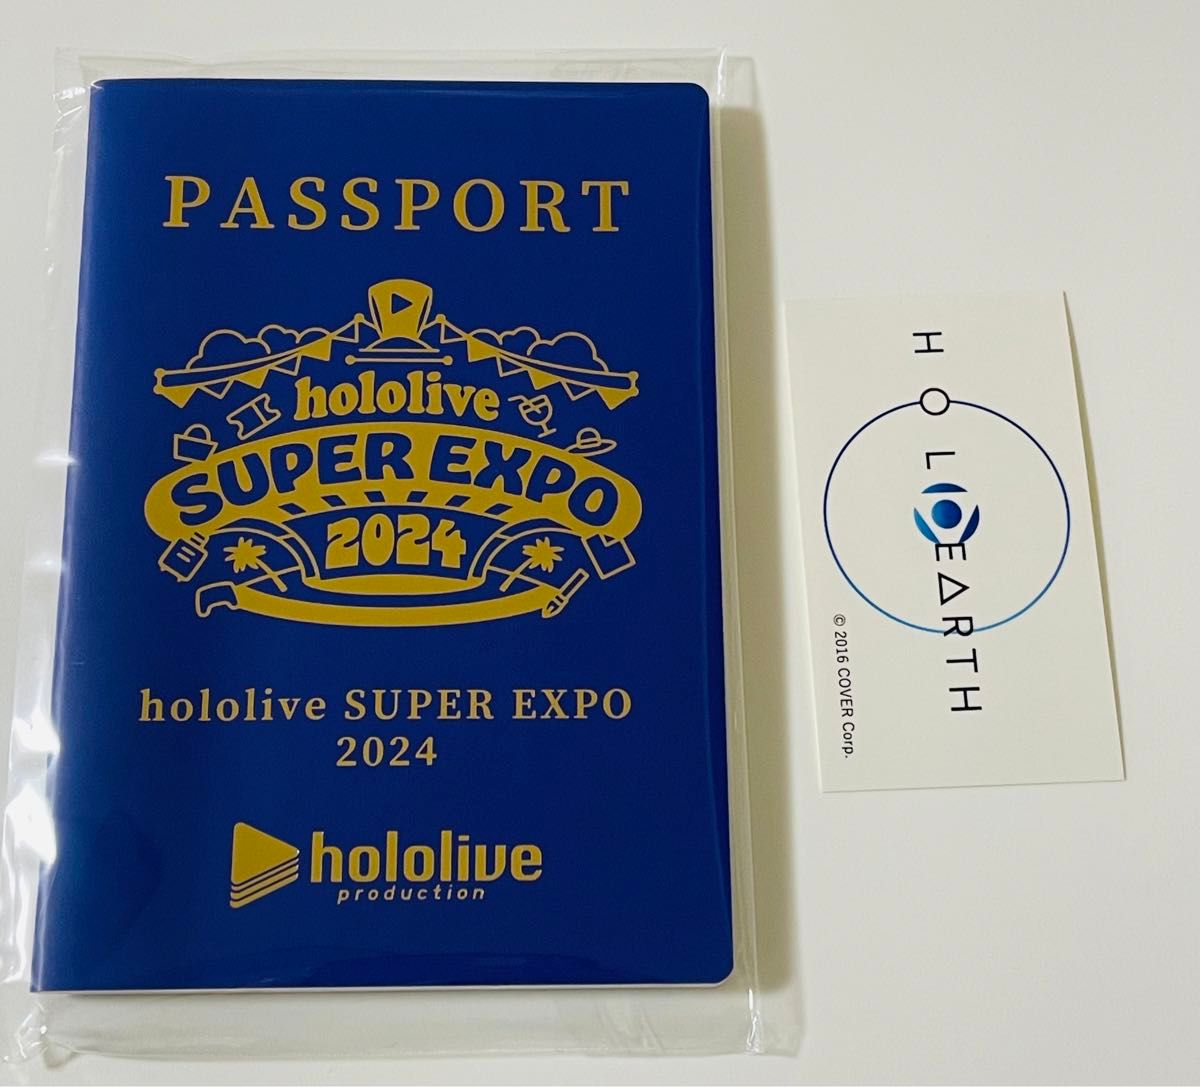 PASSPORT
hololive
SUPER EXPO
2024
hololive SUPER EXPO
2024
hololive
production
HOLOEARTH
© 2016 COVER Corp.